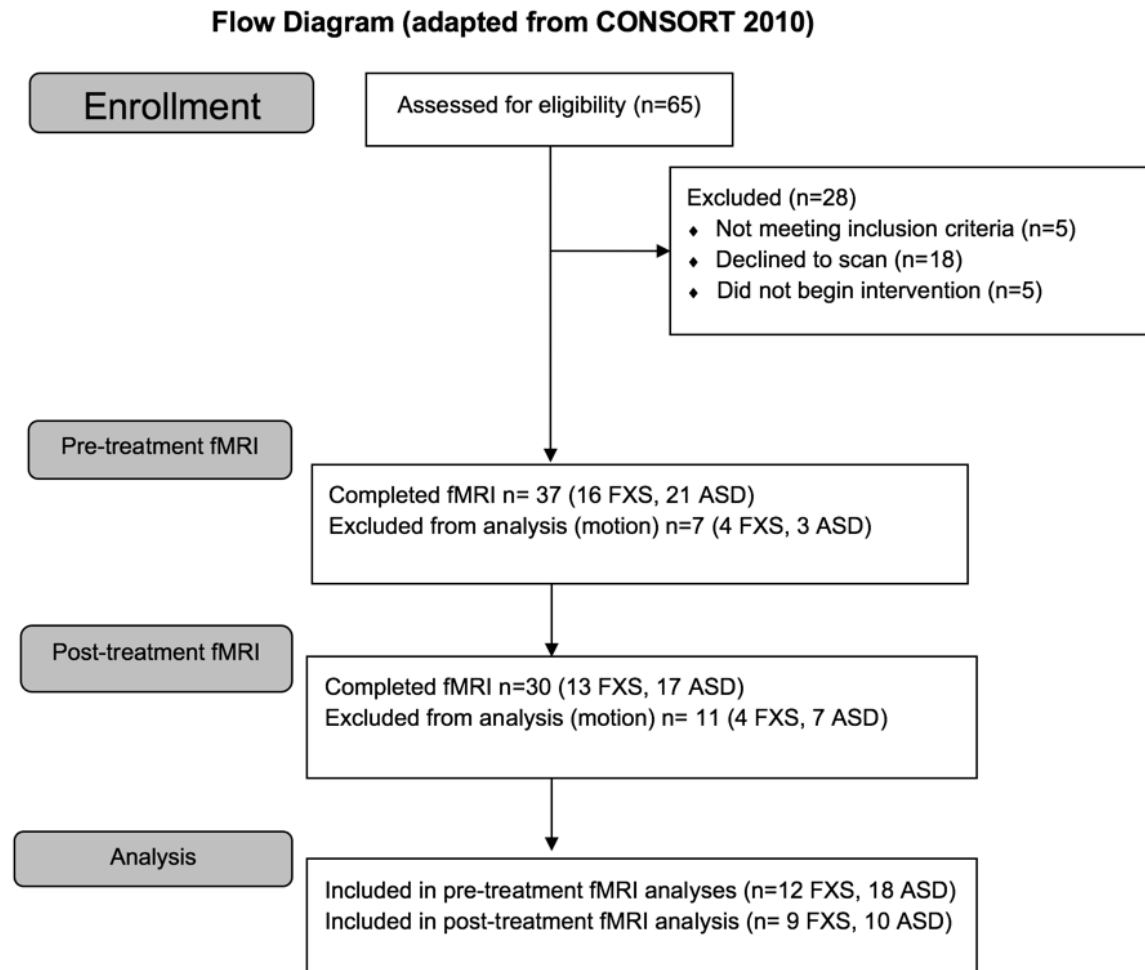 Flow Diagram (adapted from CONSORT 2010)
Enrollment
Assessed for eligibility (n=65)
Excluded (n=28)
♦ Not meeting inclusion criteria (n=5)
♦ Declined to scan (n=18)
♦ Did not begin intervention (n=5)
Pre-treatment fMRI
Completed fMRI n= 37 (16 FXS, 21 ASD)
Excluded from analysis (motion) n=7 (4 FXS, 3 ASD)
Post-treatment fMRI
Completed fMRI n=30 (13 FXS, 17 ASD)
Excluded from analysis (motion) n= 11 (4 FXS, 7 ASD)
Analysis
Included in pre-treatment fMRI analyses (n=12 FXS, 18 ASD)
Included in post-treatment fMRI analysis (n= 9 FXS, 10 ASD)